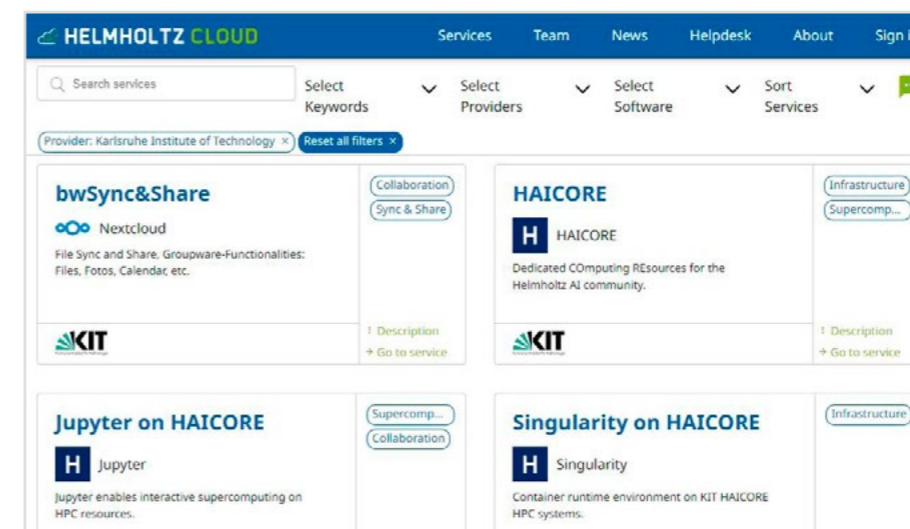 HELMHOLTZ CLOUD
Services Team News Helpdesk About Sign i
Search services
Select Keywords
Select Providers
Select Software
Sort Services
Provider: Karlsruhe Institute of Technology ×
Reset all filters ×
bwSync&Share
Nextcloud
File Sync and Share, Groupware-Functionalities:
Files, Fotos, Calendar, etc.
Collaboration
Sync & Share
KIT
Description
→ Go to service
HAICORE
H HAICORE
Dedicated COmputing REsources for the
Helmholtz AI community.
Infrastructure
Supercomp...
KIT
Description
→ Go to service
Jupyter on HAICORE
H Jupyter
Jupyter enables interactive supercomputing on
HPC resources.
Supercomp...
Collaboration
Singularity on HAICORE
H Singularity
Container runtime environment on KIT HAICORE
HPC systems.
Infrastructure